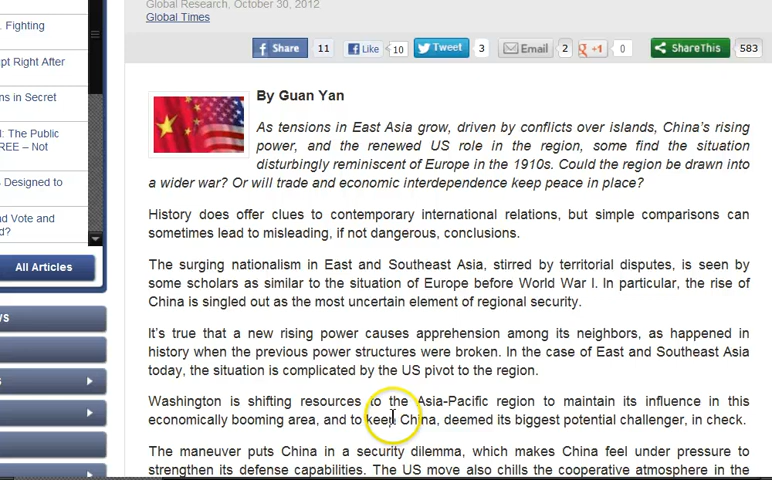 Global Research, October 30, 2012
Global Times
. Fighting
Share 11 Like 10 Tweet 3 Email 2 +1 0 ShareThis 583
pt Right After
ns in Secret
: The Public
REE – Not
s Designed to
nd Vote and
d?
All Articles
WS
By Guan Yan
As tensions in East Asia grow, driven by conflicts over islands, China's rising
power, and the renewed US role in the region, some find the situation
disturbingly reminiscent of Europe in the 1910s. Could the region be drawn into
a wider war? Or will trade and economic interdependence keep peace in place?
History does offer clues to contemporary international relations, but simple comparisons can
sometimes lead to misleading, if not dangerous, conclusions.
The surging nationalism in East and Southeast Asia, stirred by territorial disputes, is seen by
some scholars as similar to the situation of Europe before World War I. In particular, the rise of
China is singled out as the most uncertain element of regional security.
It's true that a new rising power causes apprehension among its neighbors, as happened in
history when the previous power structures were broken. In the case of East and Southeast Asia
today, the situation is complicated by the US pivot to the region.
Washington is shifting resources to the Asia-Pacific region to maintain its influence in this
economically booming area, and to keep China, deemed its biggest potential challenger, in check.
The maneuver puts China in a security dilemma, which makes China feel under pressure to
strengthen its defense capabilities. The US move also chills the cooperative atmosphere in the